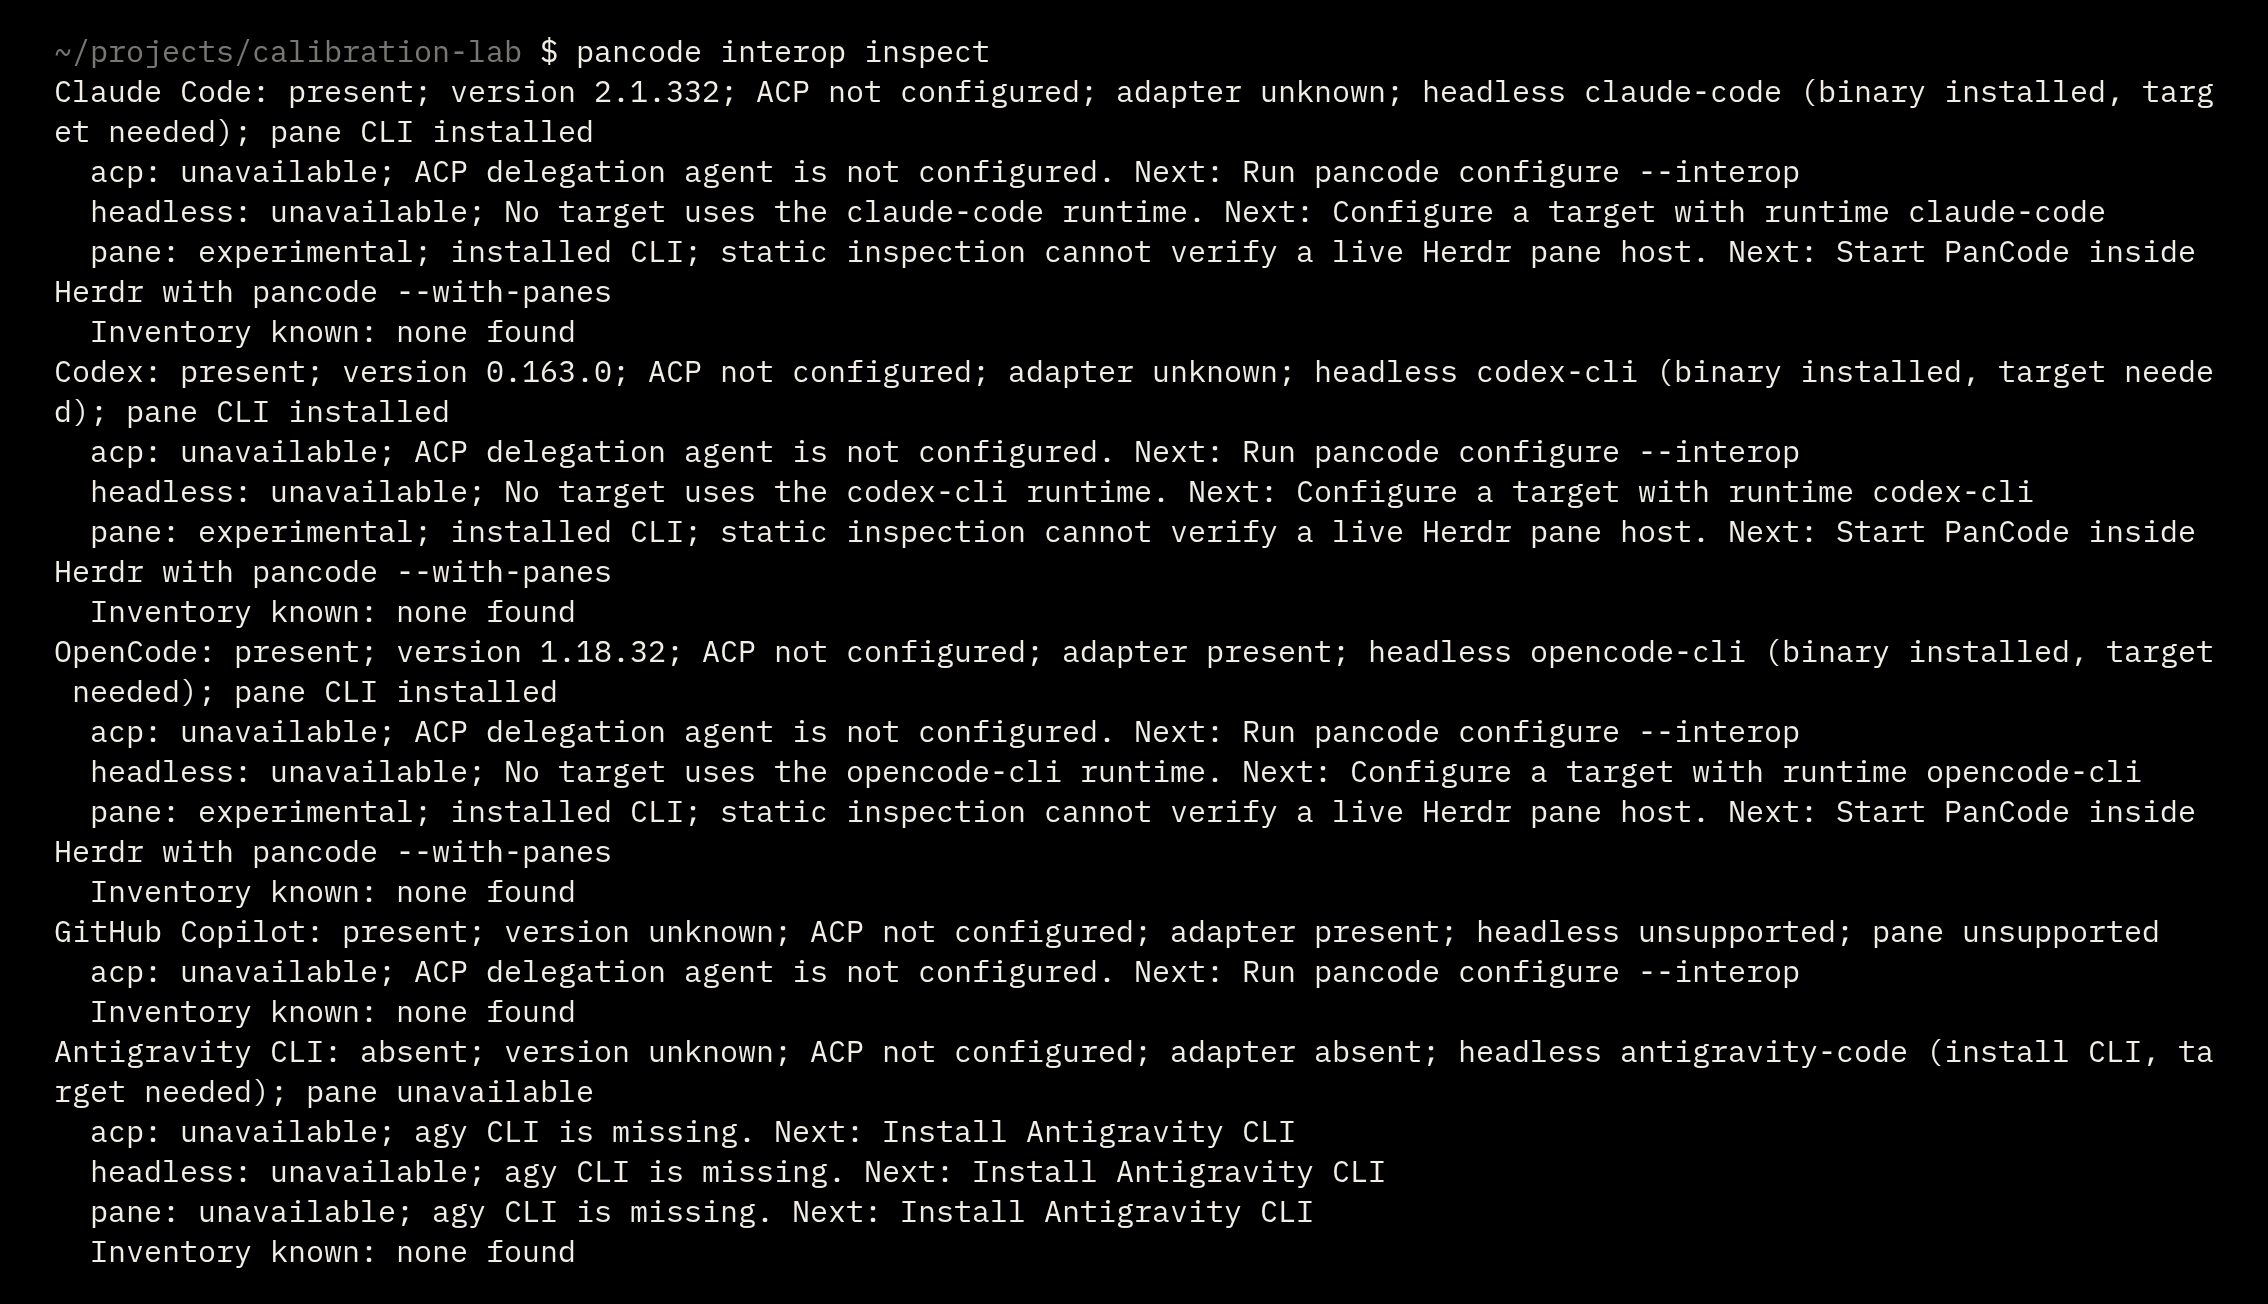 ~/projects/calibration-lab $ pancode interop inspect
Claude Code: present; version 2.1.332; ACP not configured; adapter unknown; headless claude-code (binary installed, targ
et needed); pane CLI installed
  acp: unavailable; ACP delegation agent is not configured. Next: Run pancode configure --interop
  headless: unavailable; No target uses the claude-code runtime. Next: Configure a target with runtime claude-code
  pane: experimental; installed CLI; static inspection cannot verify a live Herdr pane host. Next: Start PanCode inside
Herdr with pancode --with-panes
  Inventory known: none found
Codex: present; version 0.163.0; ACP not configured; adapter unknown; headless codex-cli (binary installed, target neede
d); pane CLI installed
  acp: unavailable; ACP delegation agent is not configured. Next: Run pancode configure --interop
  headless: unavailable; No target uses the codex-cli runtime. Next: Configure a target with runtime codex-cli
  pane: experimental; installed CLI; static inspection cannot verify a live Herdr pane host. Next: Start PanCode inside
Herdr with pancode --with-panes
  Inventory known: none found
OpenCode: present; version 1.18.32; ACP not configured; adapter present; headless opencode-cli (binary installed, target
 needed); pane CLI installed
  acp: unavailable; ACP delegation agent is not configured. Next: Run pancode configure --interop
  headless: unavailable; No target uses the opencode-cli runtime. Next: Configure a target with runtime opencode-cli
  pane: experimental; installed CLI; static inspection cannot verify a live Herdr pane host. Next: Start PanCode inside
Herdr with pancode --with-panes
  Inventory known: none found
GitHub Copilot: present; version unknown; ACP not configured; adapter present; headless unsupported; pane unsupported
  acp: unavailable; ACP delegation agent is not configured. Next: Run pancode configure --interop
  Inventory known: none found
Antigravity CLI: absent; version unknown; ACP not configured; adapter absent; headless antigravity-code (install CLI, ta
rget needed); pane unavailable
  acp: unavailable; agy CLI is missing. Next: Install Antigravity CLI
  headless: unavailable; agy CLI is missing. Next: Install Antigravity CLI
  pane: unavailable; agy CLI is missing. Next: Install Antigravity CLI
  Inventory known: none found